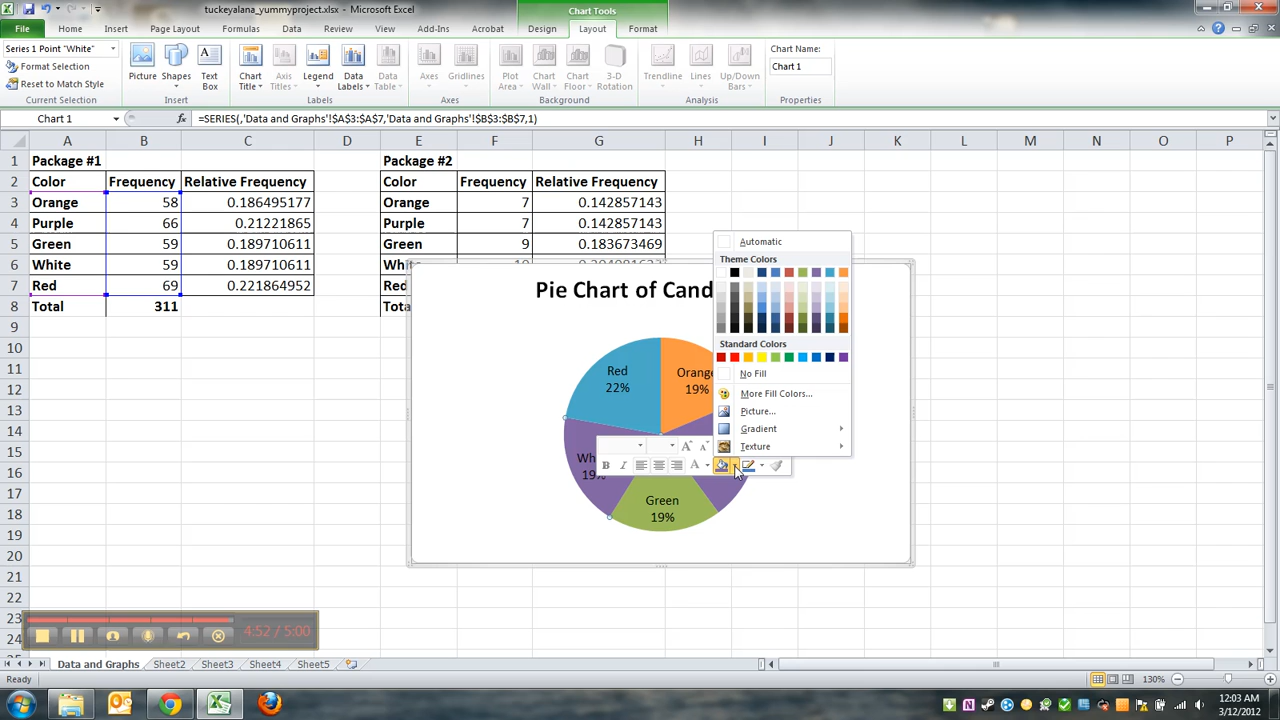 tuckeyalana_yummyproject.xlsx - Microsoft Excel
Chart Tools
File Home Insert Page Layout Formulas Data Review View Add-Ins Acrobat Design Layout Format
Series 1 Point "White"
Format Selection
Reset to Match Style
Current Selection
Picture Shapes Text Box
Insert
Chart Title Axis Titles Legend Data Labels Data Table
Labels
Axes Gridlines
Axes
Plot Area Chart Wall Chart Floor 3-D Rotation
Background
Trendline Lines Up/Down Bars
Analysis
Chart Name:
Chart 1
Properties
Chart 1 fx =SERIES(,'Data and Graphs'!$A$3:$A$7,'Data and Graphs'!$B$3:$B$7,1)
A B C D E F G H I J K L M N O P
1 Package #1 Package #2
2 Color Frequency Relative Frequency Color Frequency Relative Frequency
3 Orange 58 0.186495177 Orange 7 0.142857143
4 Purple 66 0.21221865 Purple 7 0.142857143
5 Green 59 0.189710611 Green 9 0.183673469
6 White 59 0.189710611
7 Red 69 0.221864952 Red
8 Total 311
9
10
11
12
13
14
15
16
17
18
19
20
21
22
23
24
25
Pie Chart of Cand
Red
22%
Orange
19%
19%
Green
19%
Automatic
Theme Colors
Standard Colors
No Fill
More Fill Colors...
Picture...
Gradient
Texture
B I A
4:52 / 5:00
Data and Graphs Sheet2 Sheet3 Sheet4 Sheet5
Ready
130%
12:03 AM
3/12/2012